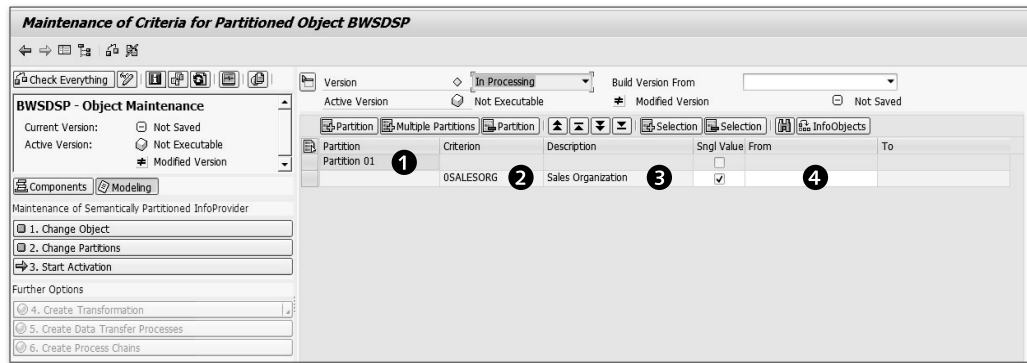 Maintenance of Criteria for Partitioned Object BWSDSP
Check Everything
BWSDSP - Object Maintenance
Current Version: Not Saved
Active Version: Not Executable
Modified Version
Components Modeling
Maintenance of Semantically Partitioned InfoProvider
1. Change Object
2. Change Partitions
3. Start Activation
Further Options
4. Create Transformation
5. Create Data Transfer Processes
6. Create Process Chains
Version In Processing Build Version From
Active Version Not Executable Modified Version Not Saved
Partition Multiple Partitions Partition Selection Selection InfoObjects
Partition Criterion Description Sngl Value From To
Partition 01 1
0SALESORG 2 Sales Organization 3 4